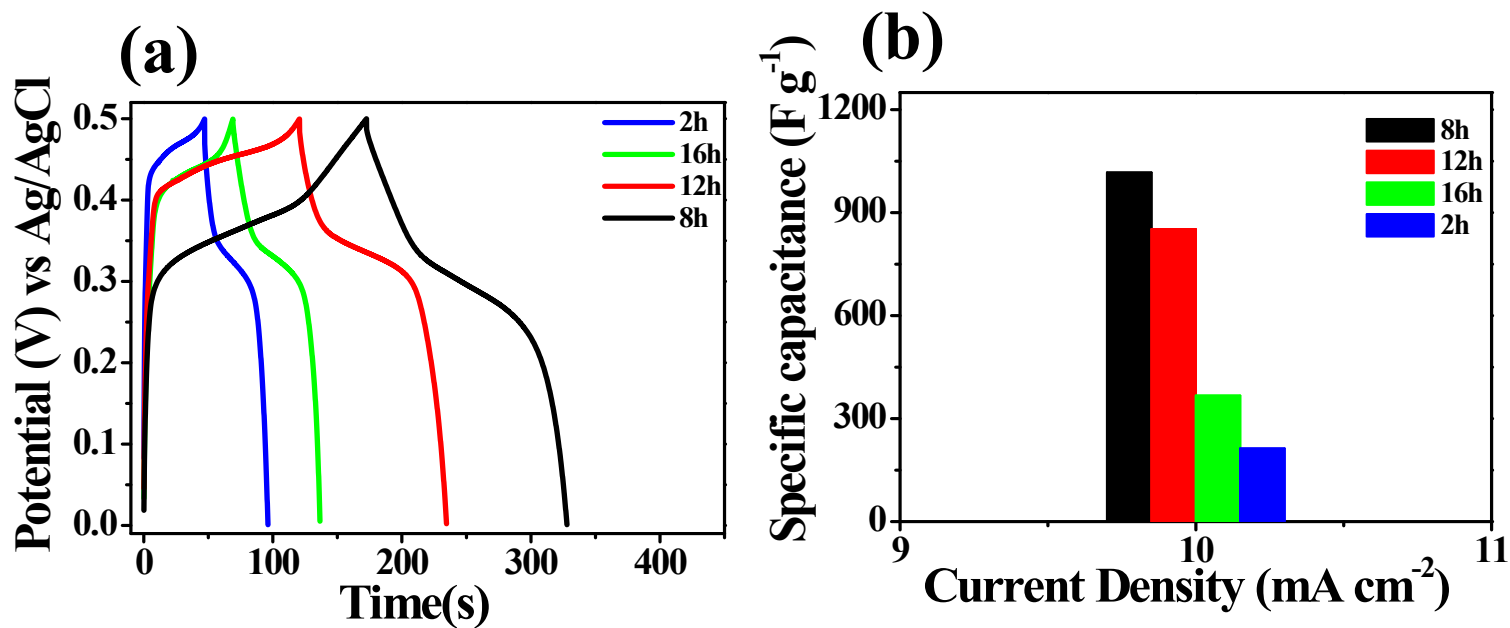 (a)
Potential (V) vs Ag/AgCl
0.5
0.4
0.3
0.2
0.1
0.0
2h
16h
12h
8h
0 100 200 300 400
Time(s)
(b)
Specific capacitance (F g-1)
1200
900
600
300
0
8h
12h
16h
2h
9 10 11
Current Density (mA cm-2)